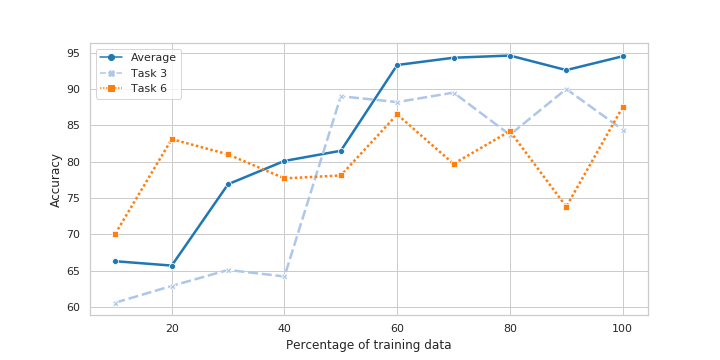 95
90
85
80
75
70
65
60
Accuracy
Average
Task 3
Task 6
20 40 60 80 100
Percentage of training data